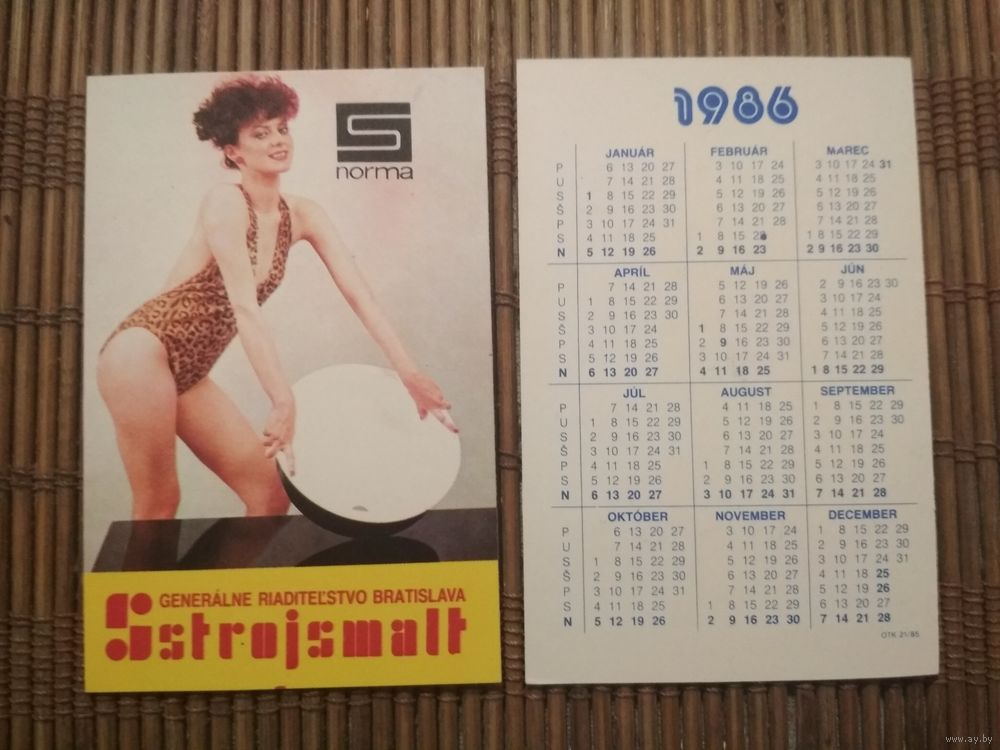 S
norma
GENERÁLNE RIADITEĽSTVO BRATISLAVA
Sstrojsmalt
1986
JANUÁR FEBRUÁR MAREC
P 6 13 20 27 3 10 17 24 3 10 17 24 31
U 7 14 21 28 4 11 18 25 4 11 18 25
S 1 8 15 22 29 5 12 19 26 5 12 19 26
Š 2 9 16 23 30 6 13 20 27 6 13 20 27
P 3 10 17 24 31 7 14 21 28 7 14 21 28
S 4 11 18 25 1 8 15 22 1 8 15 22 29
N 5 12 19 26 2 9 16 23 2 9 16 23 30
APRÍL MÁJ JÚN
P 7 14 21 28 5 12 19 26 2 9 16 23 30
U 1 8 15 22 29 6 13 20 27 3 10 17 24
S 2 9 16 23 30 7 14 21 28 4 11 18 25
Š 3 10 17 24 1 8 15 22 29 5 12 19 26
P 4 11 18 25 2 9 16 23 30 6 13 20 27
S 5 12 19 26 3 10 17 24 31 7 14 21 28
N 6 13 20 27 4 11 18 25 1 8 15 22 29
JÚL AUGUST SEPTEMBER
P 7 14 21 28 4 11 18 25 1 8 15 22 29
U 1 8 15 22 29 5 12 19 26 2 9 16 23 30
S 2 9 16 23 30 6 13 20 27 3 10 17 24
Š 3 10 17 24 31 7 14 21 28 4 11 18 25
P 4 11 18 25 1 8 15 22 29 5 12 19 26
S 5 12 19 26 2 9 16 23 30 6 13 20 27
N 6 13 20 27 3 10 17 24 31 7 14 21 28
OKTÓBER NOVEMBER DECEMBER
P 6 13 20 27 3 10 17 24 1 8 15 22 29
U 7 14 21 28 4 11 18 25 2 9 16 23 30
S 1 8 15 22 29 5 12 19 26 3 10 17 24 31
Š 2 9 16 23 30 6 13 20 27 4 11 18 25
P 3 10 17 24 31 7 14 21 28 5 12 19 26
S 4 11 18 25 1 8 15 22 29 6 13 20 27
N 5 12 19 26 2 9 16 23 30 7 14 21 28
OTK 21/85
www.ay.by